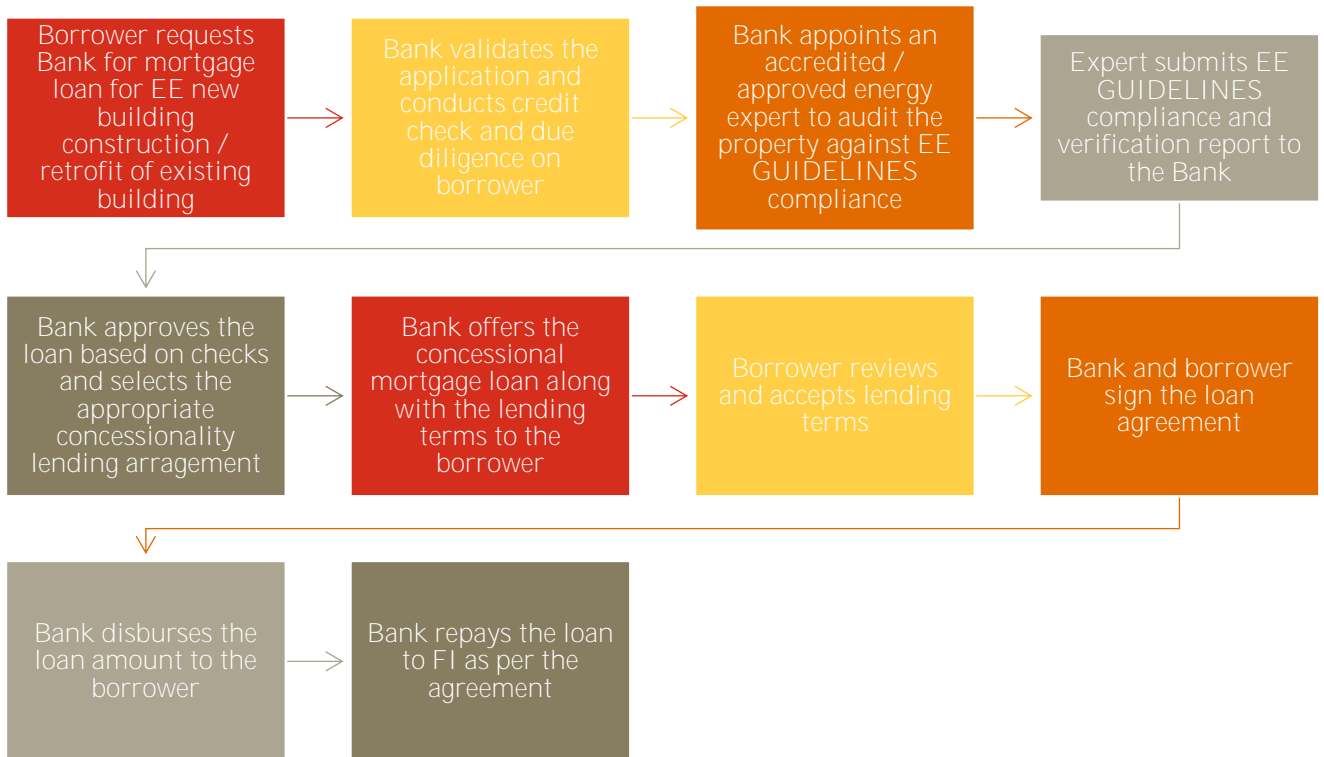 Borrower requests
Bank for mortgage
loan for EE new
building
construction /
retrofit of existing
building
Bank validates the
application and
conducts credit
check and due
diligence on
borrower
Bank appoints an
accredited /
approved energy
expert to audit the
property against EE
GUIDELINES
compliance
Expert submits EE
GUIDELINES
compliance and
verification report to
the Bank
Bank approves the
loan based on checks
and selects the
appropriate
concessionality
lending arragement
Bank offers the
concessional
mortgage loan along
with the lending
terms to the
borrower
Borrower reviews
and accepts lending
terms
Bank and borrower
sign the loan
agreement
Bank disburses the
loan amount to the
borrower
Bank repays the loan
to FI as per the
agreement